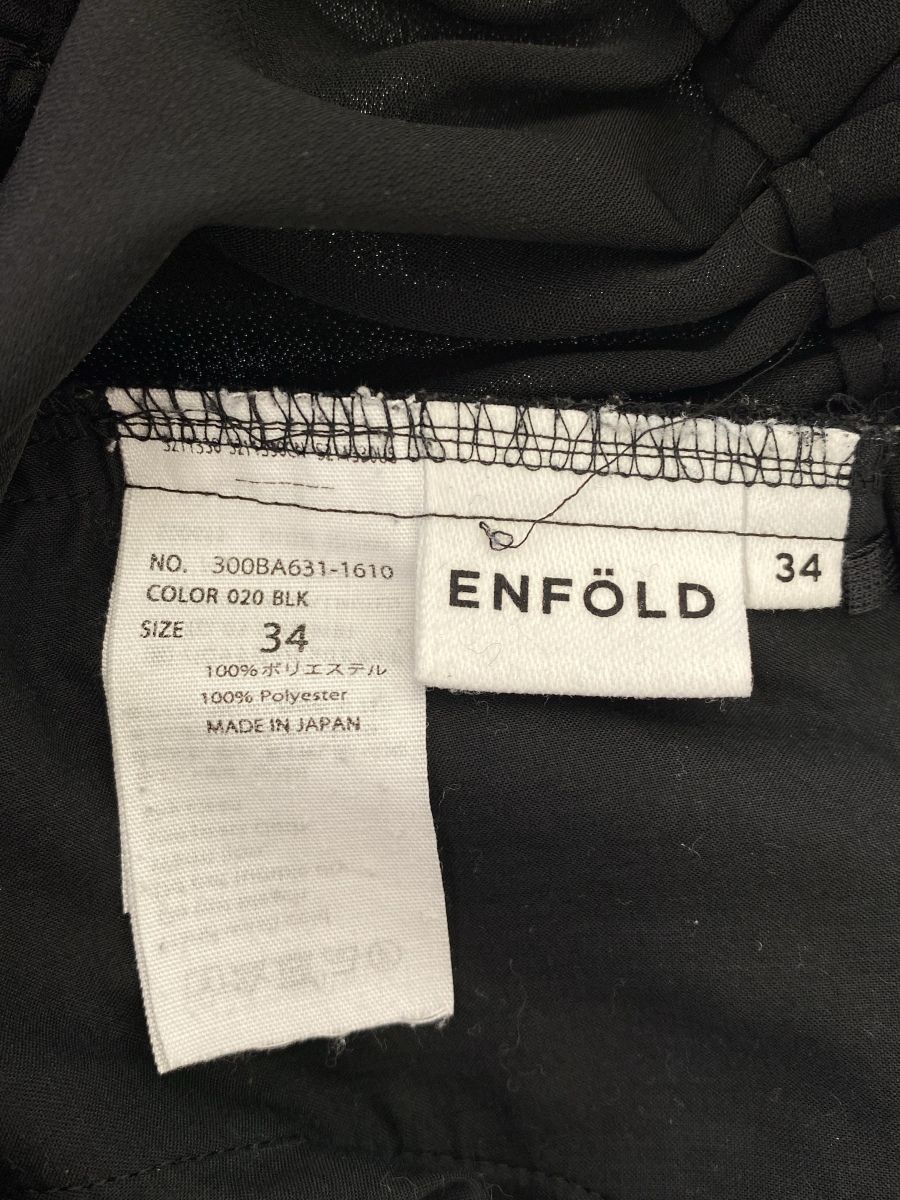 NO. 300BA631-1610
COLOR 020 BLK
SIZE 34
100%ポリエステル
100% Polyester
MADE IN JAPAN
ENFÖLD
34